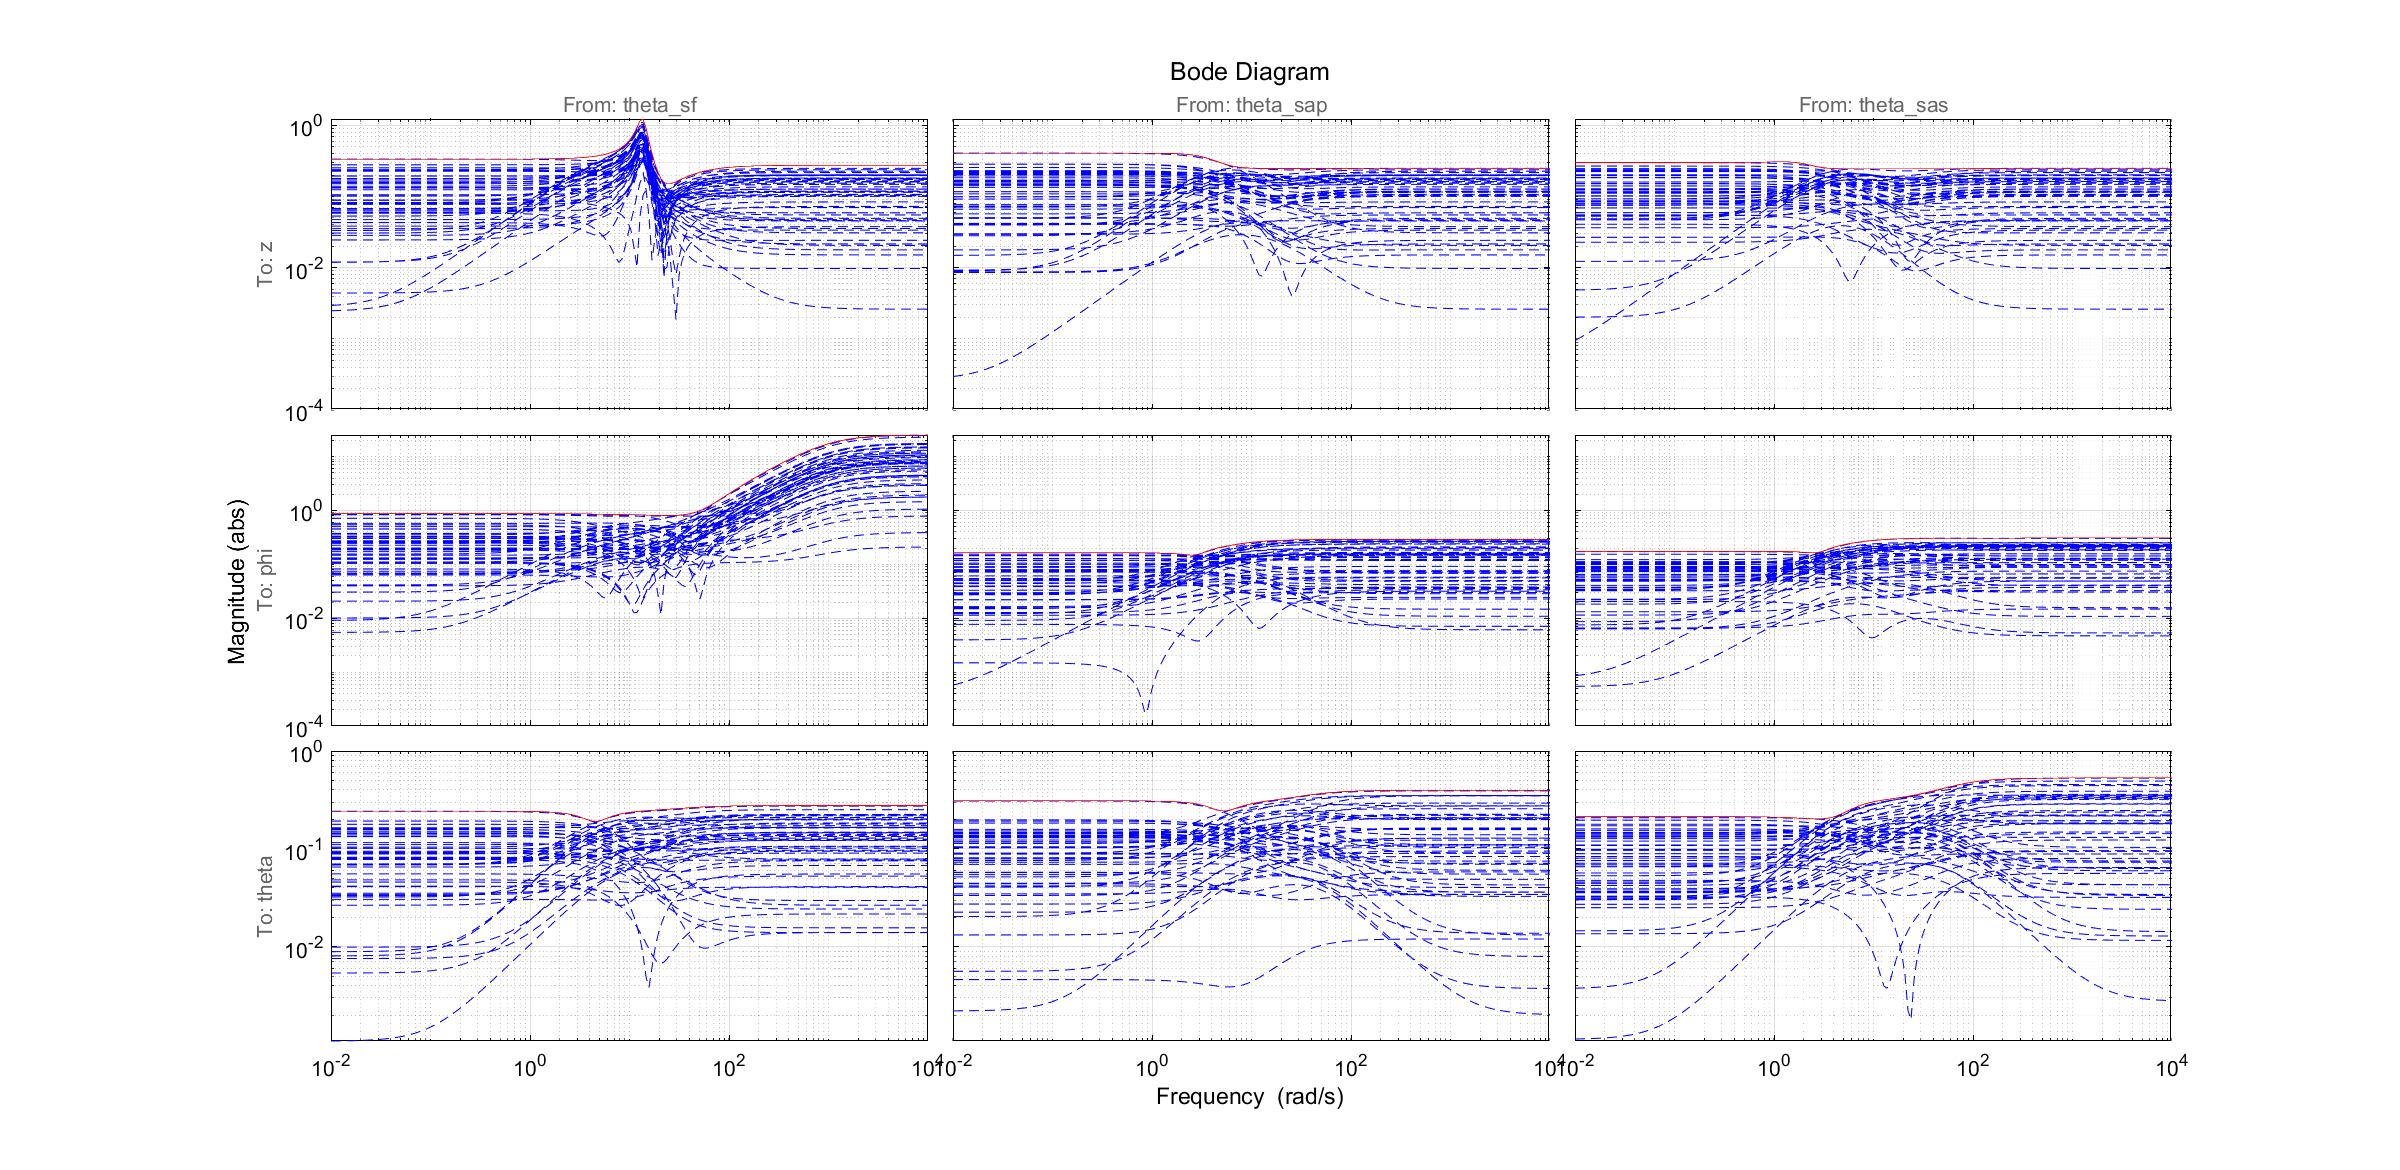 Bode Diagram
From: theta_sf
From: theta_sap
From: theta_sas
10^0
10^-2
10^-4
To: z
10^0
10^-2
10^-4
To: phi
Magnitude (abs)
10^0
10^-1
10^-2
To: theta
10^-2 10^0 10^2 10^4
10^-2 10^0 10^2 10^4
10^-2 10^0 10^2 10^4
Frequency (rad/s)